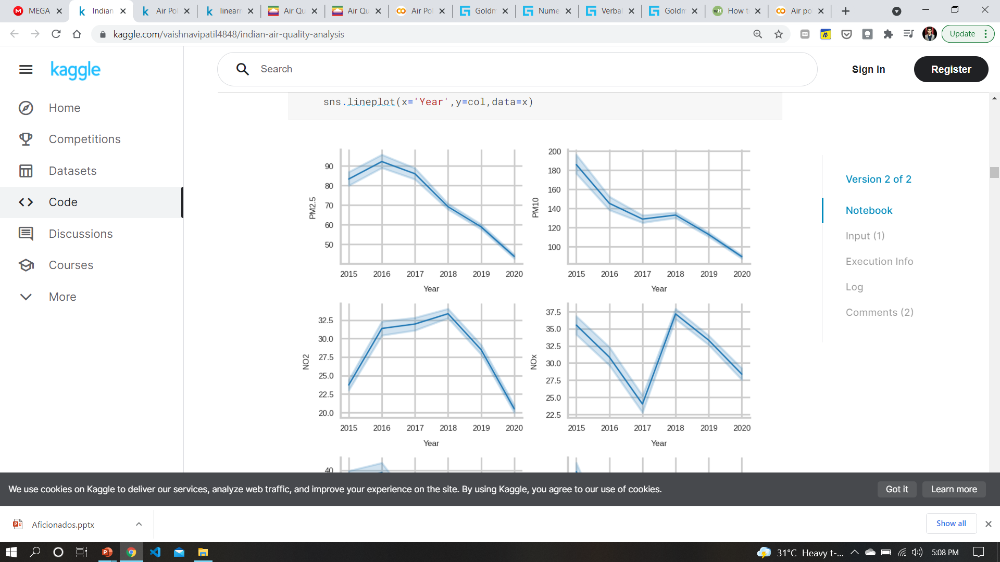 MEGA
Indian
Air Pol
linearr
Air Qu
Air Qu
Air Pol
Goldm
Nume
Verbal
Goldm
How t
Air po
kaggle.com/vaishnavipatil4848/indian-air-quality-analysis
Update
kaggle
Search
Sign In
Register
Home
Competitions
Datasets
Code
Discussions
Courses
More
sns.lineplot(x='Year',y=col,data=x)
90
80
70
60
50
PM2.5
2015 2016 2017 2018 2019 2020
Year
200
180
160
140
120
100
PM10
2015 2016 2017 2018 2019 2020
Year
32.5
30.0
27.5
25.0
22.5
20.0
NO2
2015 2016 2017 2018 2019 2020
Year
37.5
35.0
32.5
30.0
27.5
25.0
22.5
NOx
2015 2016 2017 2018 2019 2020
Year
40
Version 2 of 2
Notebook
Input (1)
Execution Info
Log
Comments (2)
We use cookies on Kaggle to deliver our services, analyze web traffic, and improve your experience on the site. By using Kaggle, you agree to our use of cookies.
Got it
Learn more
Aficionados.pptx
Show all
31°C Heavy t-...
5:08 PM